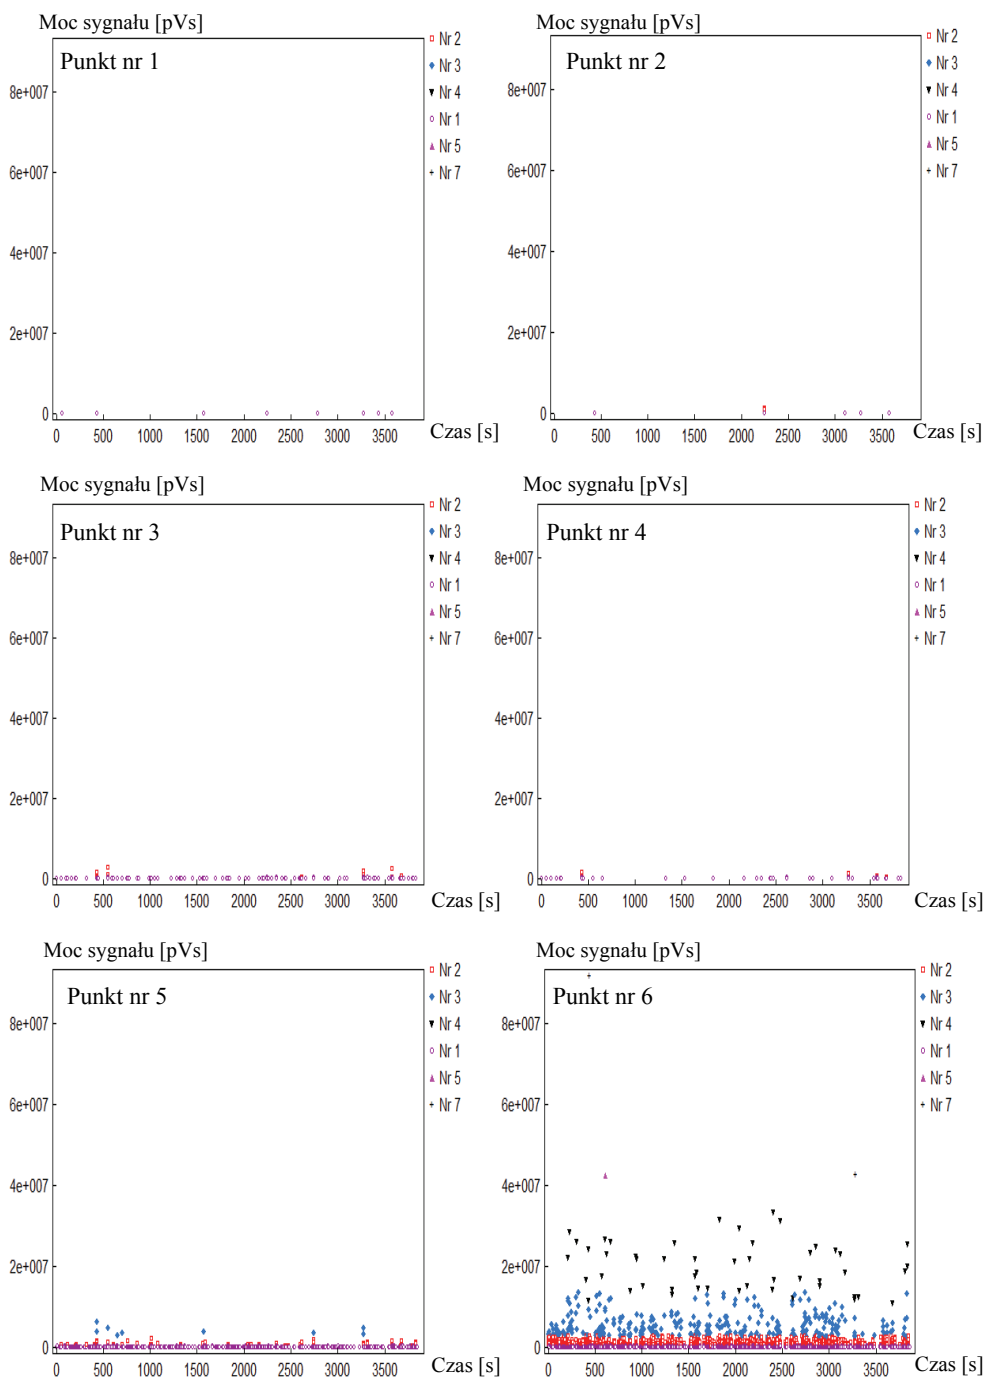 Moc sygnału [pVs]
Punkt nr 1
8e+007
6e+007
4e+007
2e+007
0
0 500 1000 1500 2000 2500 3000 3500
Czas [s]
Nr 2
Nr 3
Nr 4
Nr 1
Nr 5
Nr 7
Moc sygnału [pVs]
Punkt nr 2
8e+007
6e+007
4e+007
2e+007
0
0 500 1000 1500 2000 2500 3000 3500
Czas [s]
Nr 2
Nr 3
Nr 4
Nr 1
Nr 5
Nr 7
Moc sygnału [pVs]
Punkt nr 3
8e+007
6e+007
4e+007
2e+007
0
0 500 1000 1500 2000 2500 3000 3500
Czas [s]
Nr 2
Nr 3
Nr 4
Nr 1
Nr 5
Nr 7
Moc sygnału [pVs]
Punkt nr 4
8e+007
6e+007
4e+007
2e+007
0
0 500 1000 1500 2000 2500 3000 3500
Czas [s]
Nr 2
Nr 3
Nr 4
Nr 1
Nr 5
Nr 7
Moc sygnału [pVs]
Punkt nr 5
8e+007
6e+007
4e+007
2e+007
0
0 500 1000 1500 2000 2500 3000 3500
Czas [s]
Nr 2
Nr 3
Nr 4
Nr 1
Nr 5
Nr 7
Moc sygnału [pVs]
Punkt nr 6
8e+007
6e+007
4e+007
2e+007
0
0 500 1000 1500 2000 2500 3000 3500
Czas [s]
Nr 2
Nr 3
Nr 4
Nr 1
Nr 5
Nr 7